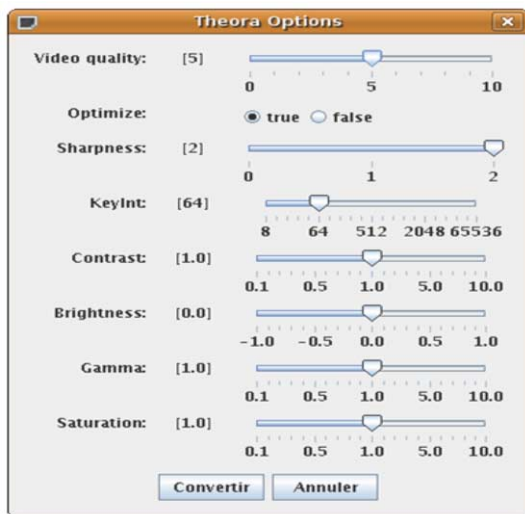 Theora Options
Video quality: [5]
0 5 10
Optimize: true false
Sharpness: [2]
0 1 2
KeyInt: [64]
8 64 512 2048 65536
Contrast: [1.0]
0.1 0.5 1.0 5.0 10.0
Brightness: [0.0]
-1.0 -0.5 0.0 0.5 1.0
Gamma: [1.0]
0.1 0.5 1.0 5.0 10.0
Saturation: [1.0]
0.1 0.5 1.0 5.0 10.0
Convertir Annuler